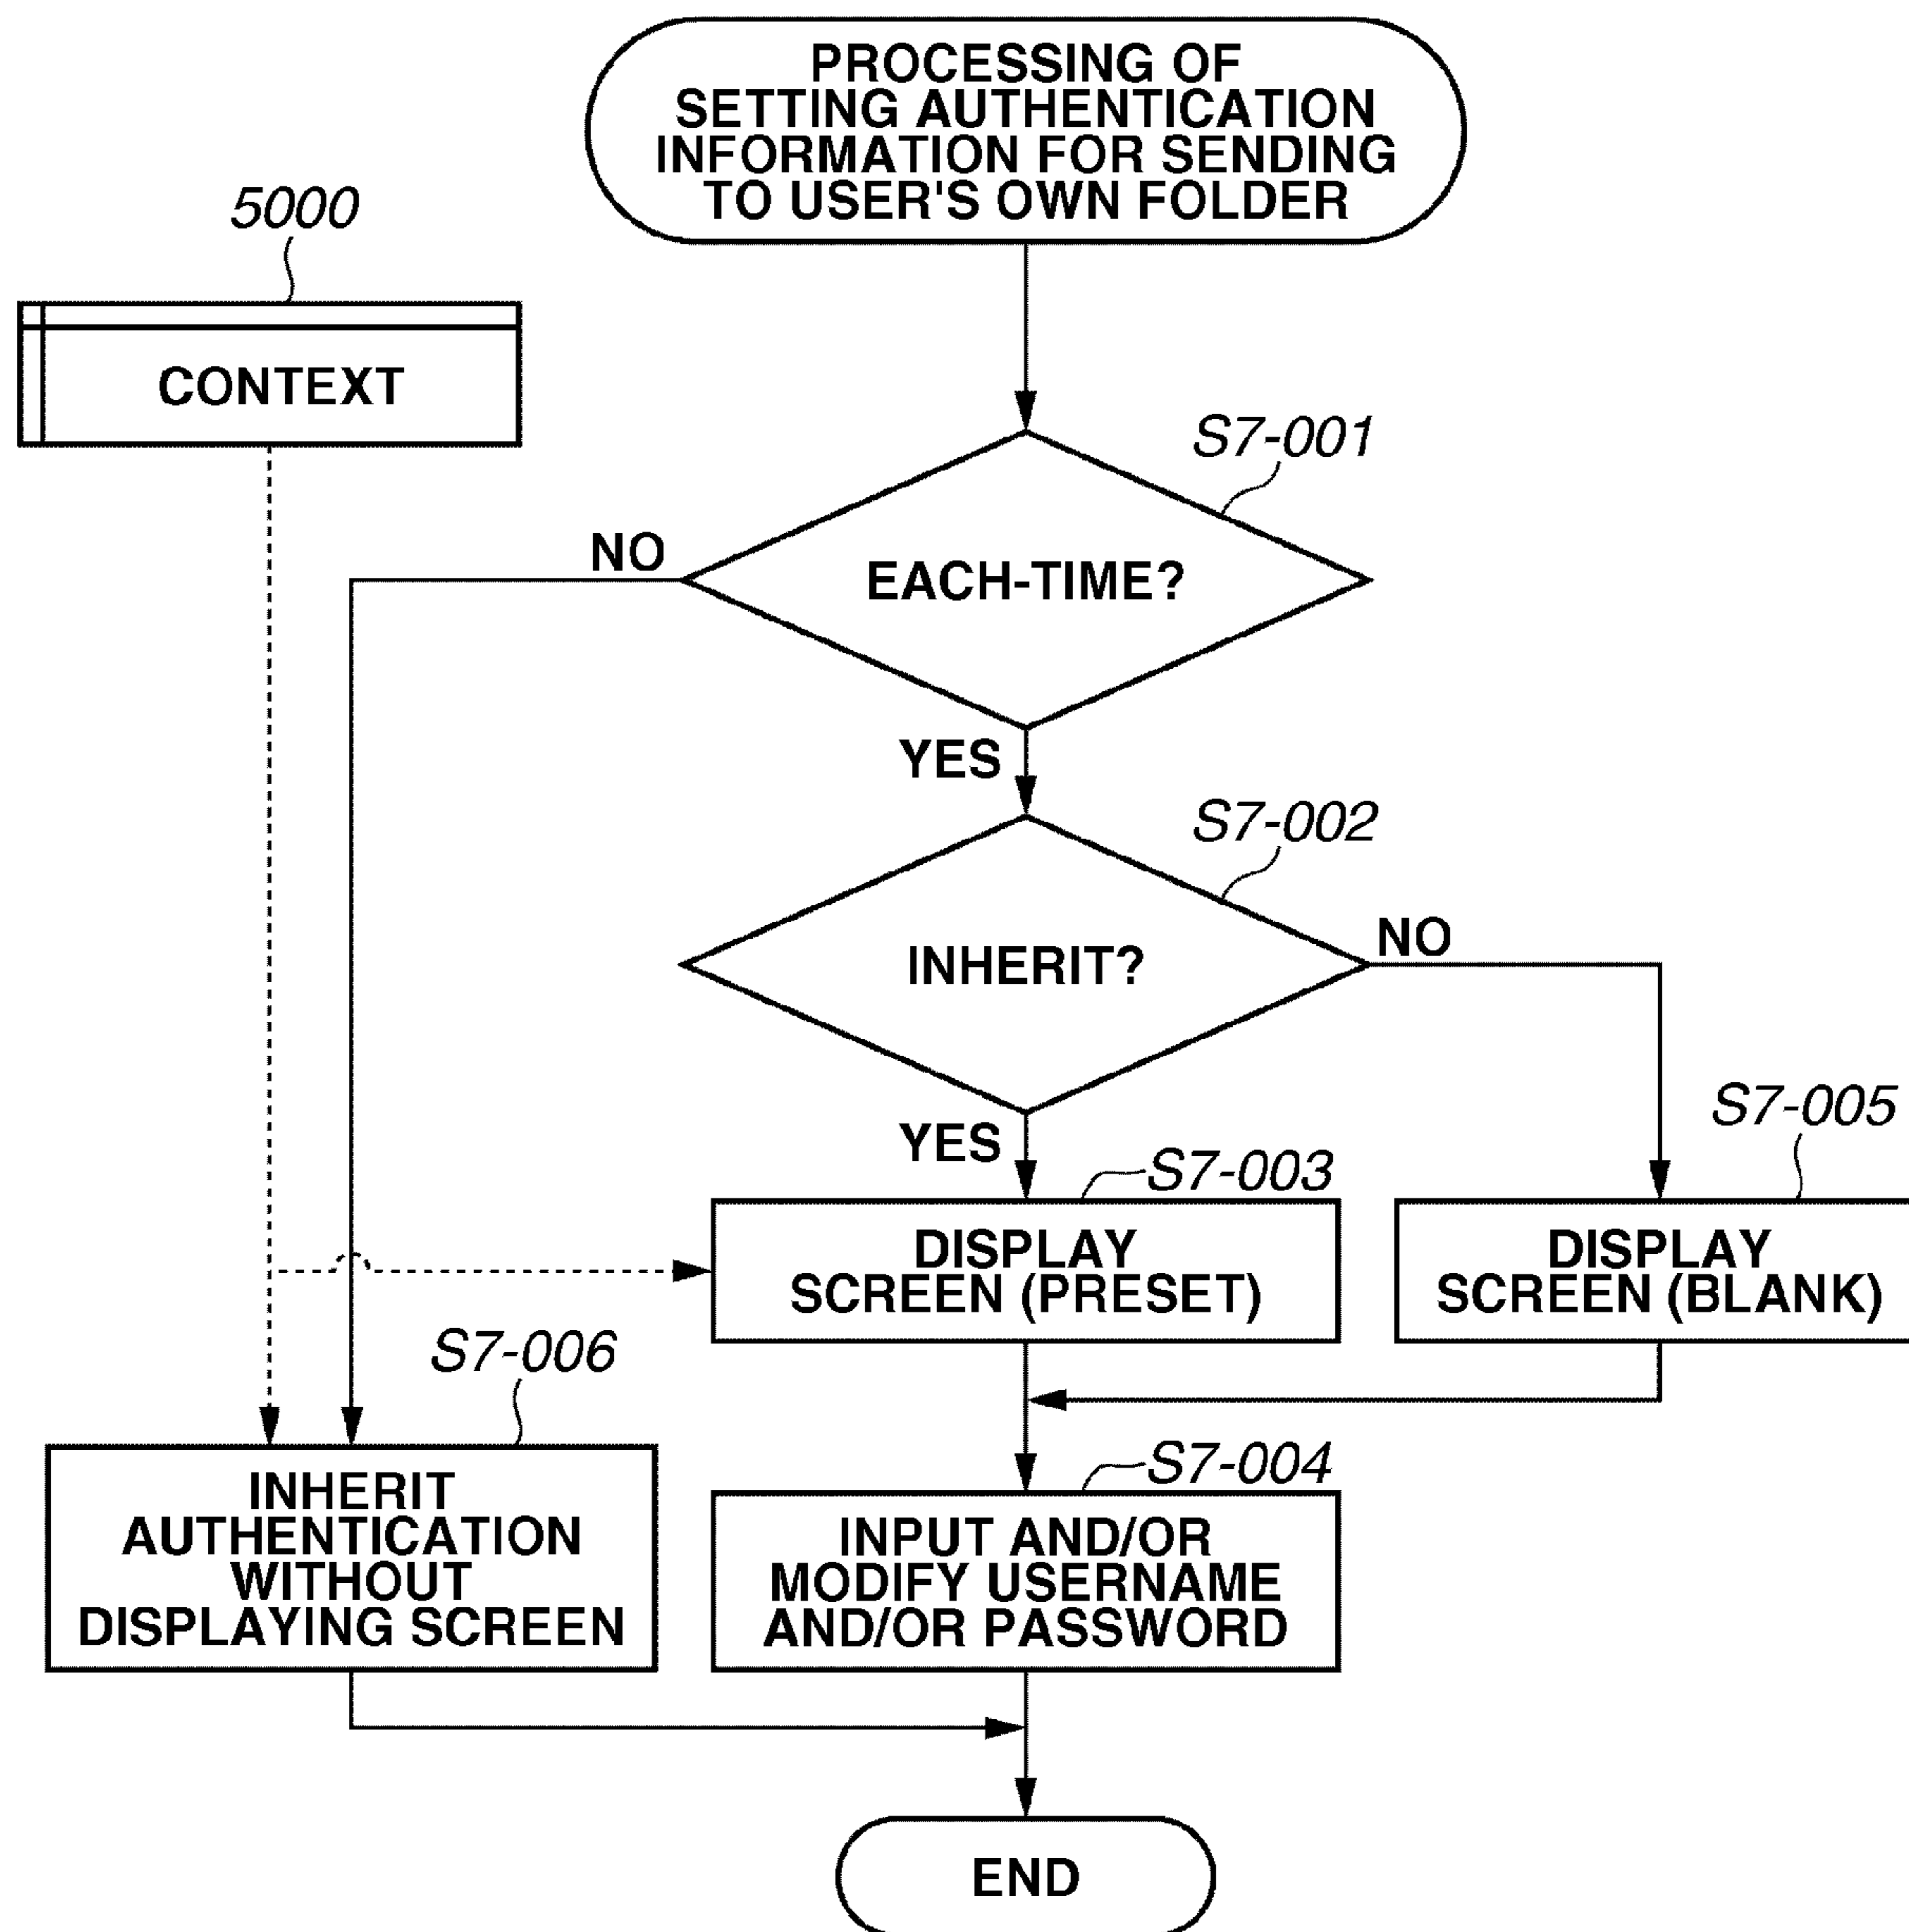 PROCESSING OF
SETTING AUTHENTICATION
INFORMATION FOR SENDING
TO USER'S OWN FOLDER
5000
CONTEXT
S7-001
NO
EACH-TIME?
YES
S7-002
NO
INHERIT?
S7-005
YES
S7-003
DISPLAY
SCREEN (PRESET)
DISPLAY
SCREEN (BLANK)
S7-006
S7-004
INHERIT
AUTHENTICATION
WITHOUT
DISPLAYING SCREEN
INPUT AND/OR
MODIFY USERNAME
AND/OR PASSWORD
END